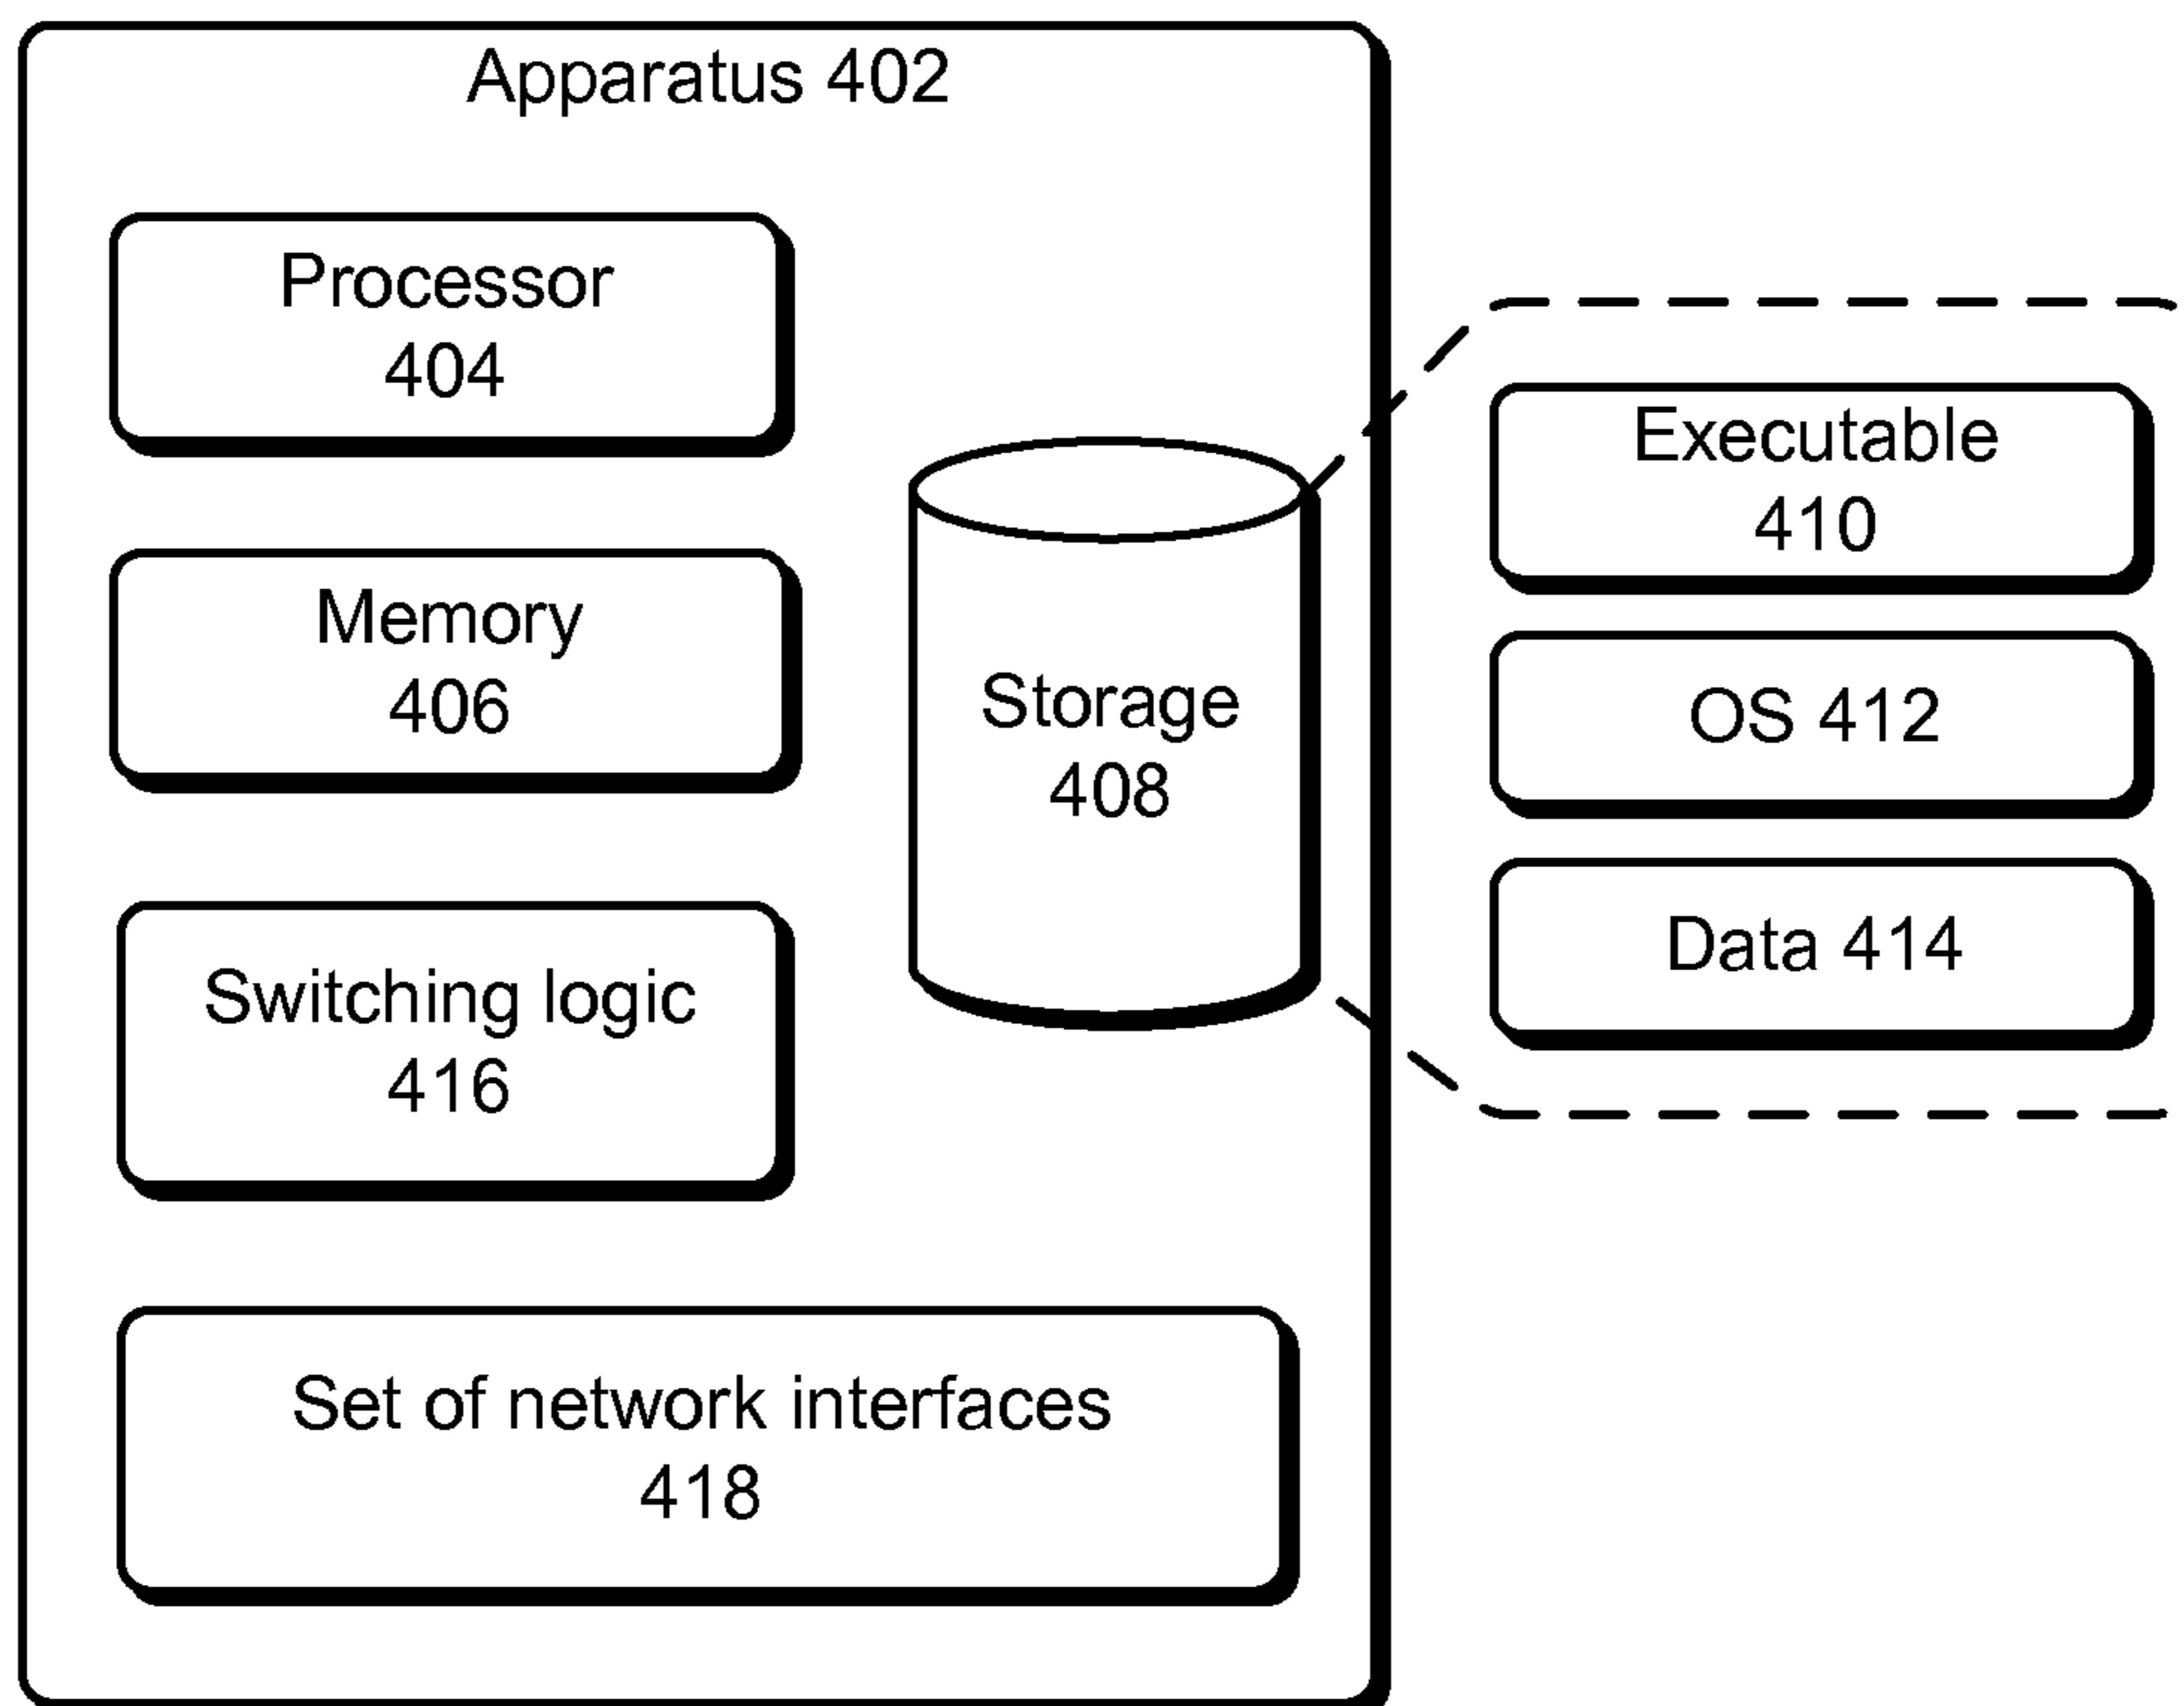 Apparatus 402
Processor
404
Memory
406
Switching logic
416
Storage
408
Set of network interfaces
418
Executable
410
OS 412
Data 414